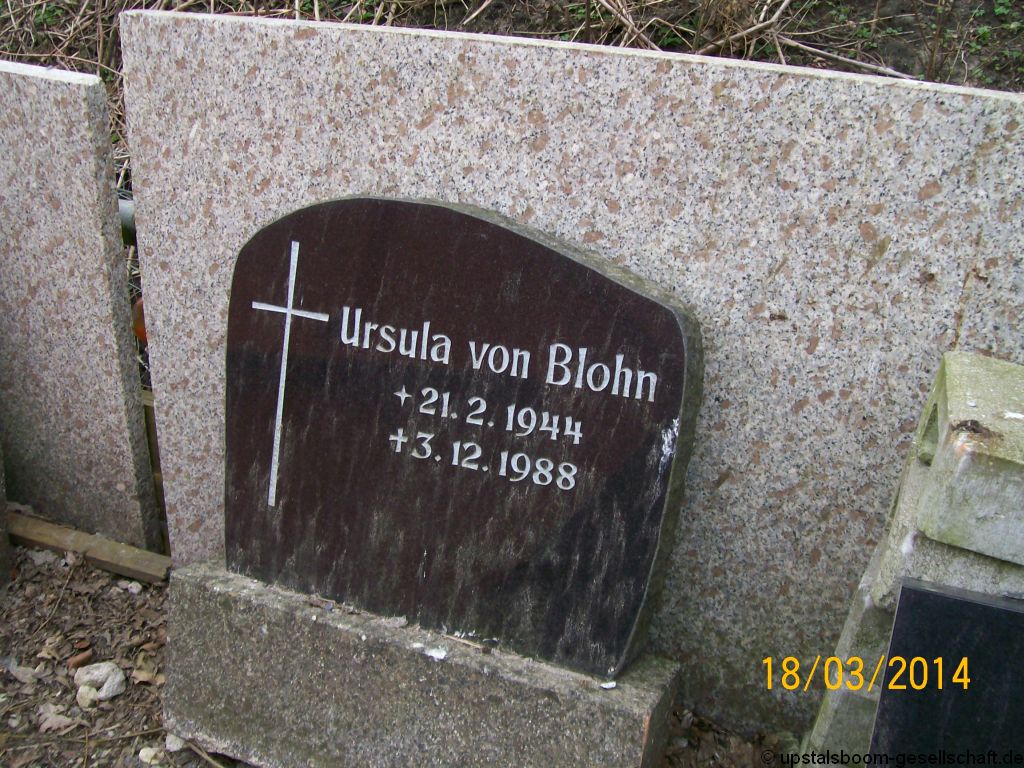 Ursula von Blohn
21. 2. 1944
3. 12. 1988
18/03/2014
© upstalsboom-gesellschaft.de